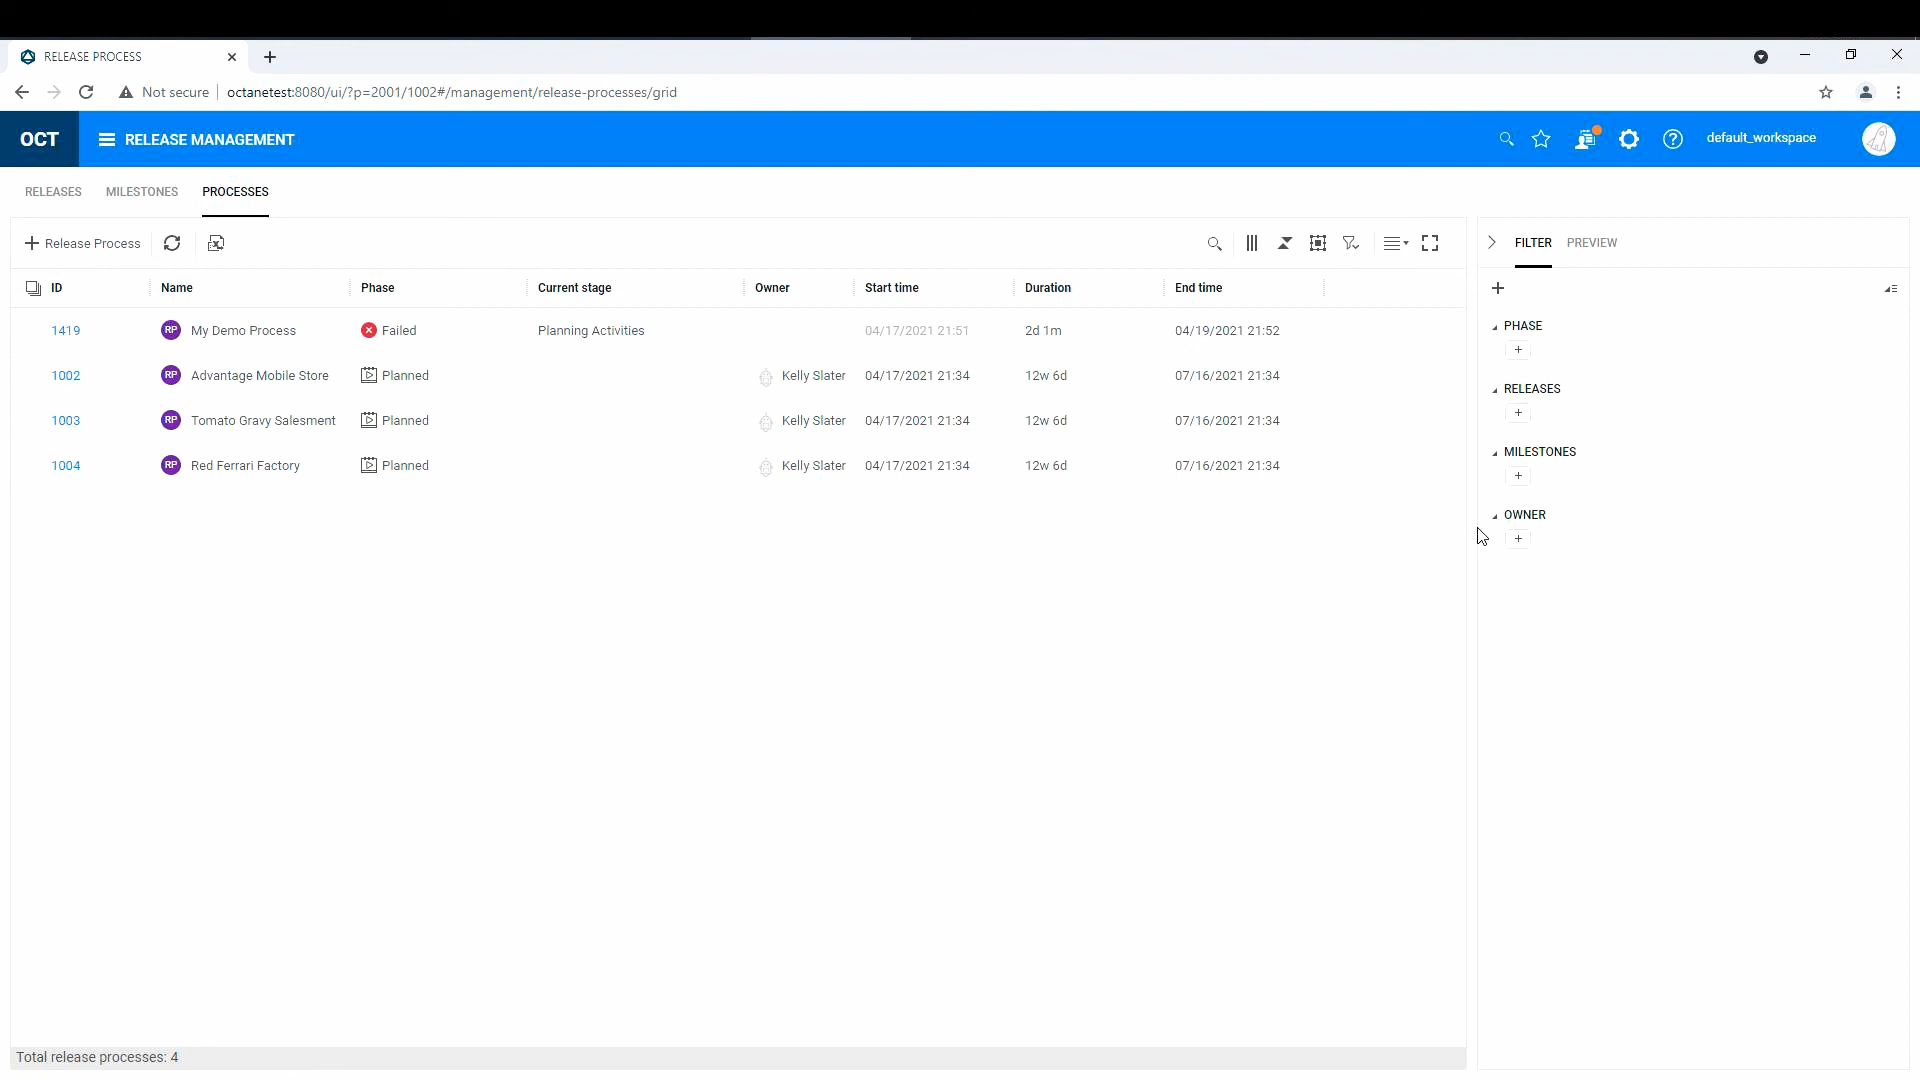 RELEASE PROCESS
Not secure octanetest:8080/ui/?p=2001/1002#/management/release-processes/grid
OCT RELEASE MANAGEMENT default_workspace
RELEASES MILESTONES PROCESSES
+ Release Process FILTER PREVIEW
ID Name Phase Current stage Owner Start time Duration End time
1419 RP My Demo Process Failed Planning Activities 04/17/2021 21:51 2d 1m 04/19/2021 21:52
1002 RP Advantage Mobile Store Planned Kelly Slater 04/17/2021 21:34 12w 6d 07/16/2021 21:34
1003 RP Tomato Gravy Salesment Planned Kelly Slater 04/17/2021 21:34 12w 6d 07/16/2021 21:34
1004 RP Red Ferrari Factory Planned Kelly Slater 04/17/2021 21:34 12w 6d 07/16/2021 21:34
PHASE
RELEASES
MILESTONES
OWNER
Total release processes: 4